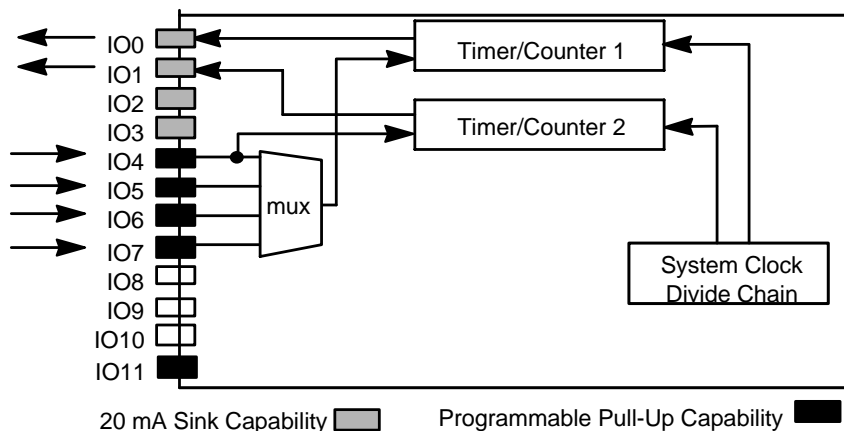 IO0
Timer/Counter 1
IO1
IO2
Timer/Counter 2
IO3
IO4
IO5
mux
IO6
IO7
System Clock
Divide Chain
IO8
IO9
IO10
IO11
20 mA Sink Capability
Programmable Pull-Up Capability